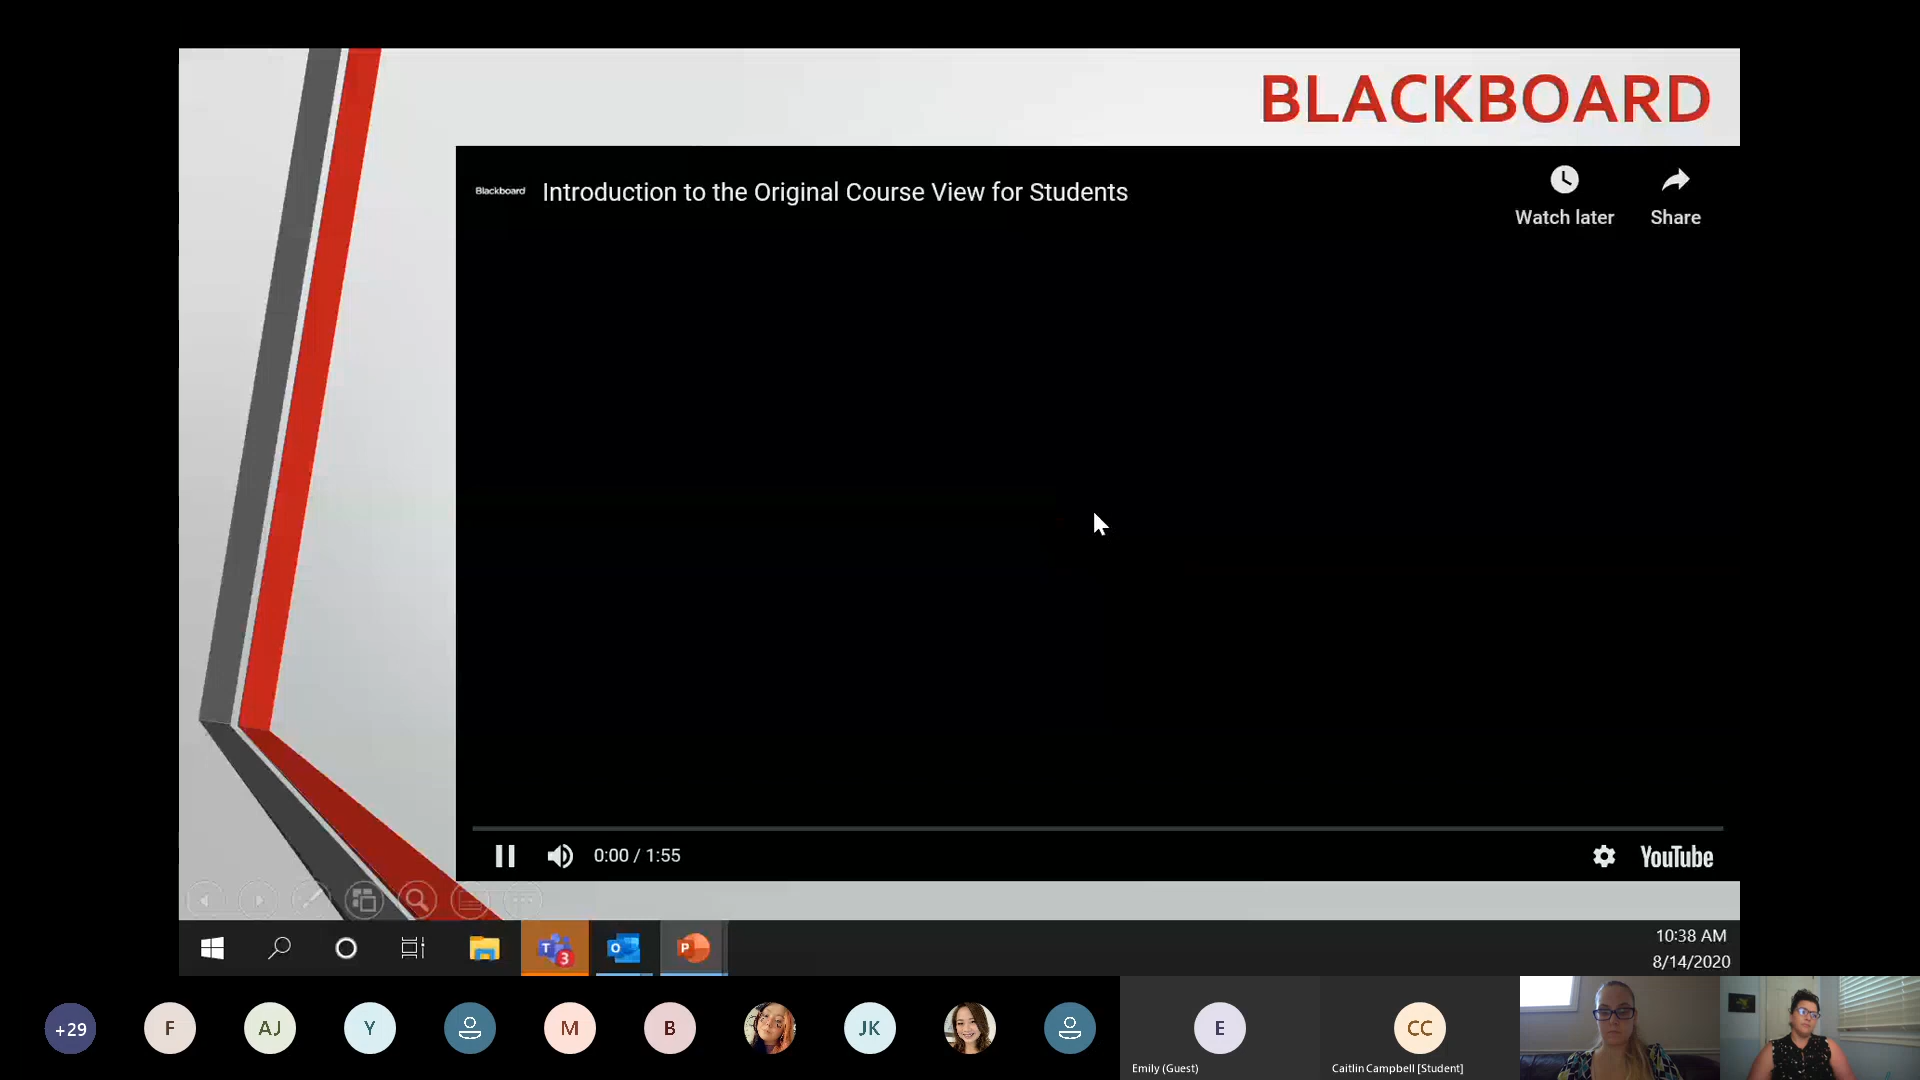 BLACKBOARD
Blackboard
Introduction to the Original Course View for Students
Watch later
Share
0:00 / 1:55
YouTube
T
3
O
P
10:38 AM
8/14/2020
+29
F
AJ
Y
M
B
JK
E
CC
Emily (Guest)
Caitlin Campbell [Student]